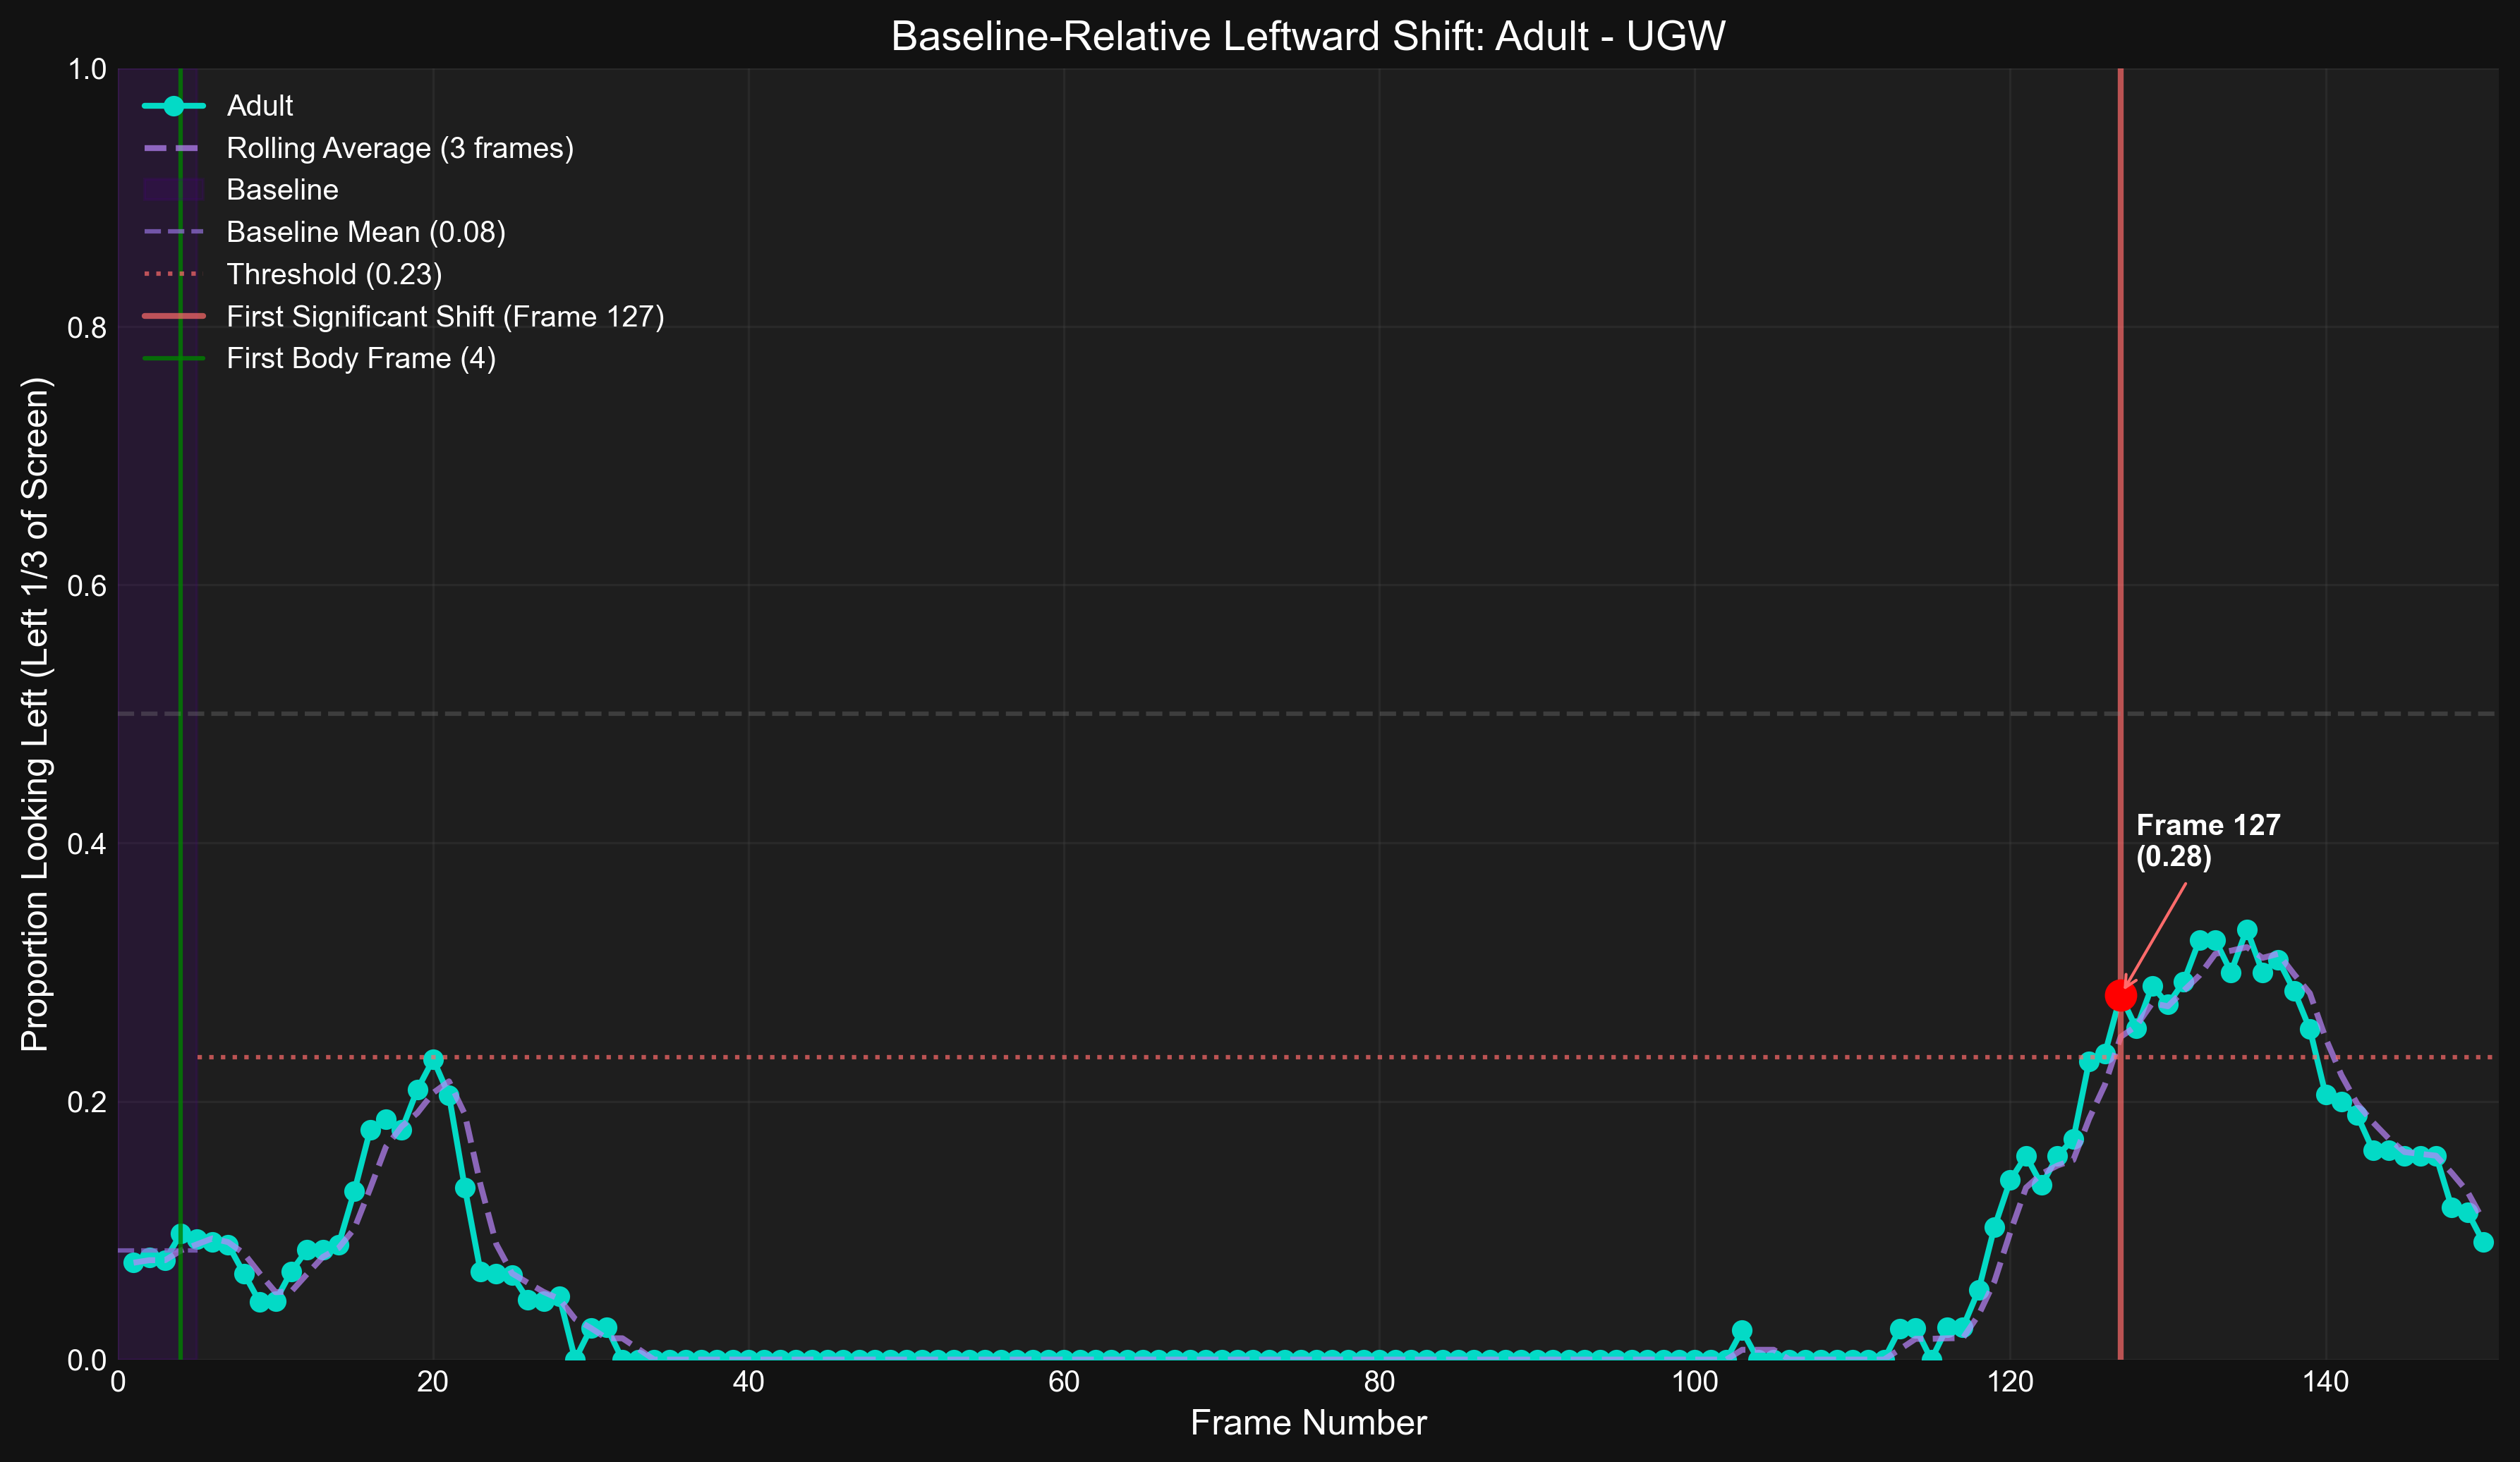 Baseline-Relative Leftward Shift: Adult - UGW
1.0
0.8
0.6
0.4
0.2
0.0
Proportion Looking Left (Left 1/3 of Screen)
Adult
Rolling Average (3 frames)
Baseline
Baseline Mean (0.08)
Threshold (0.23)
First Significant Shift (Frame 127)
First Body Frame (4)
Frame 127
(0.28)
0
20
40
60
80
100
120
140
Frame Number